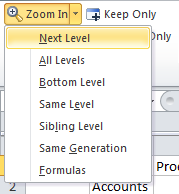 Zoom In Keep Only
Next Level
All Levels
Bottom Level
Same Level
Sibling Level
Same Generation
Formulas
Proc
2 Accounts